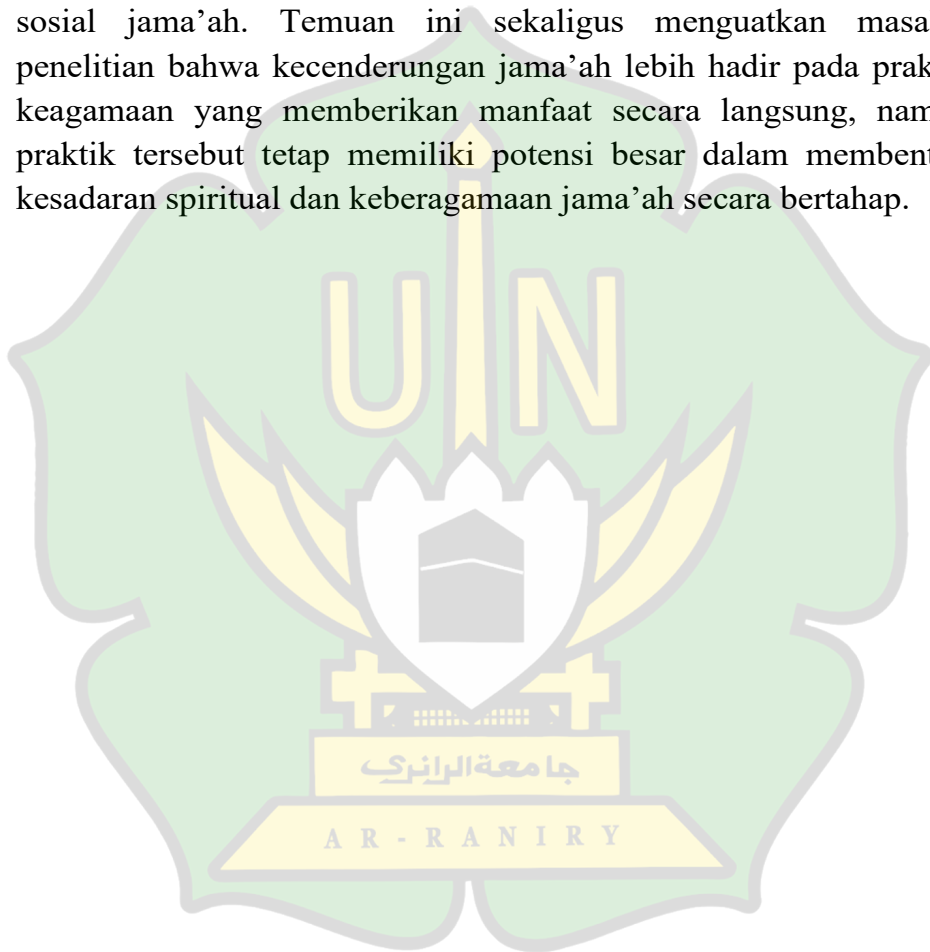 sosial jama’ah. Temuan ini sekaligus menguatkan masa
penelitian bahwa kecenderungan jama’ah lebih hadir pada prak
keagamaan yang memberikan manfaat secara langsung, nam
praktik tersebut tetap memiliki potensi besar dalam membent
kesadaran spiritual dan keberagamaan jama’ah secara bertahap.
UIN
جامعةالرانري
AR-RANIRY